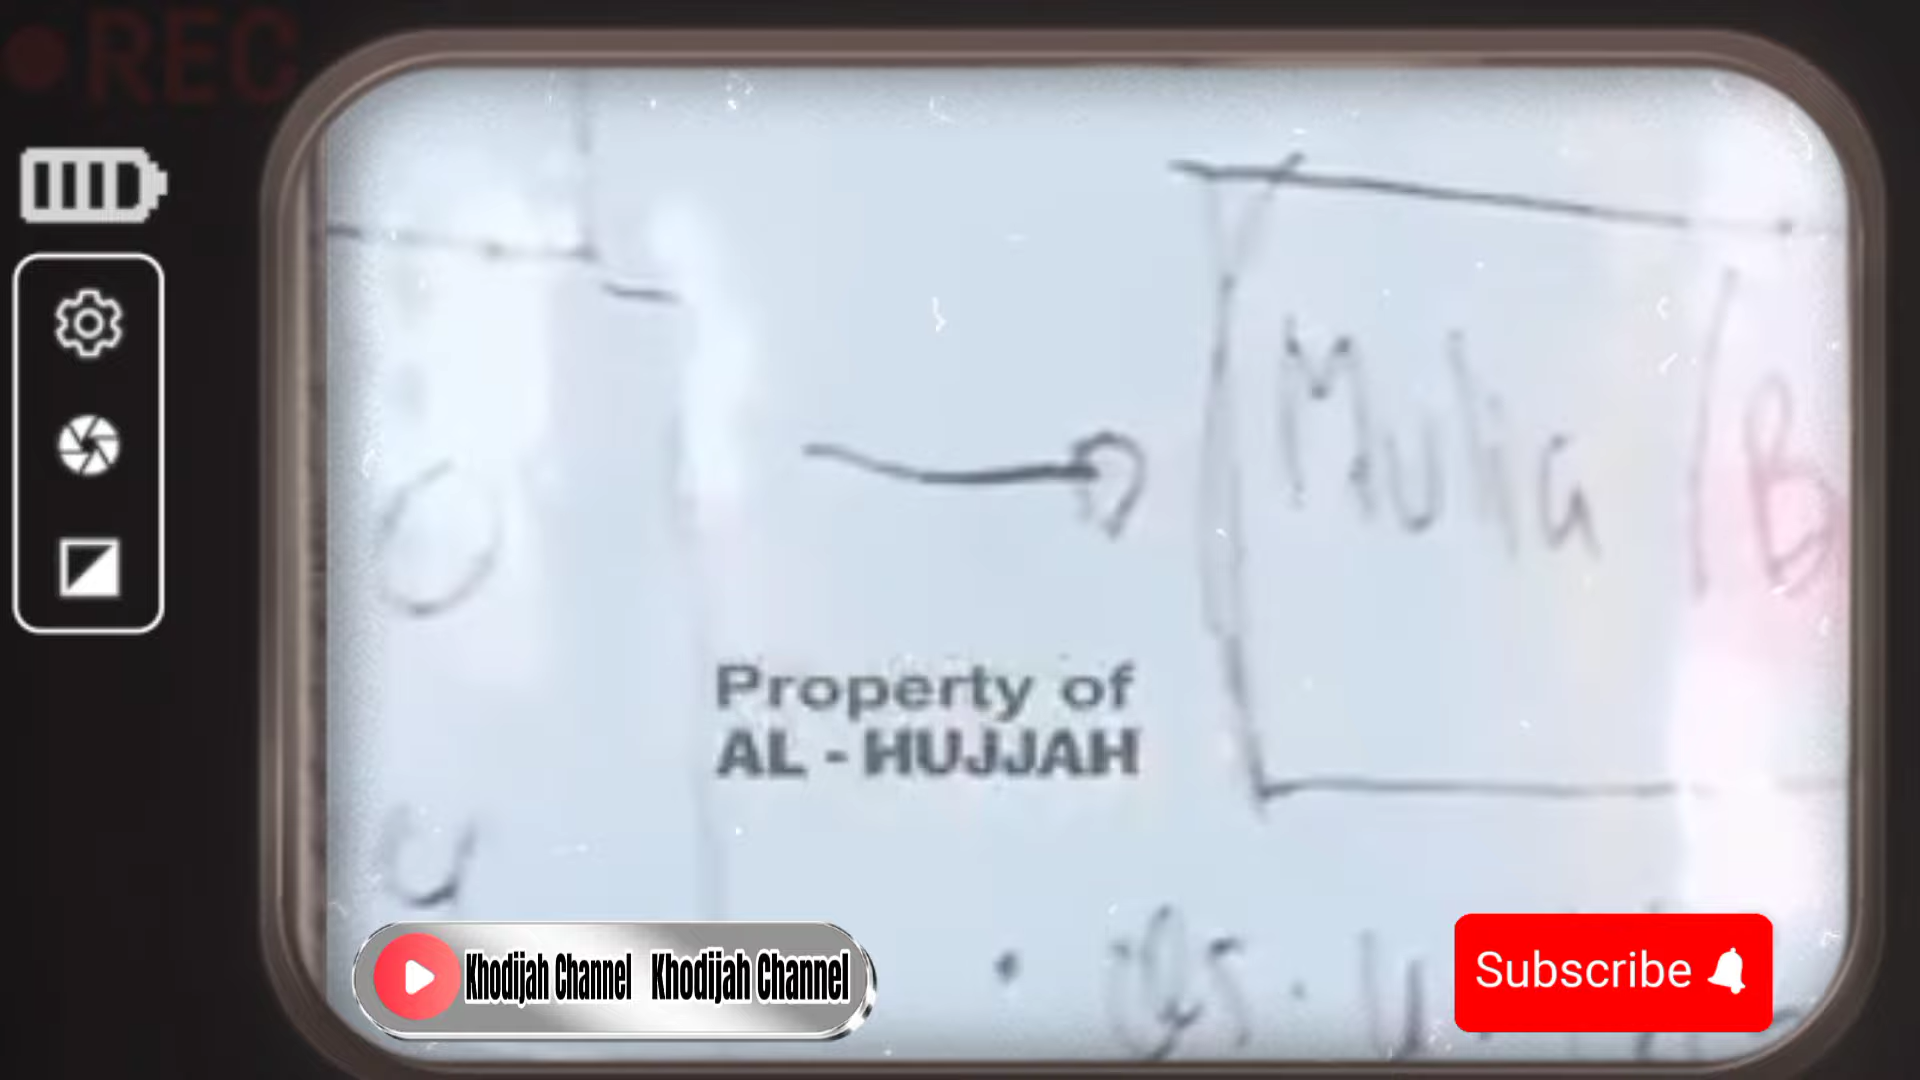 REC
Mulia
B
Property of
AL - HUJJAH
Khodijah Channel Khodijah Channel
Subscribe